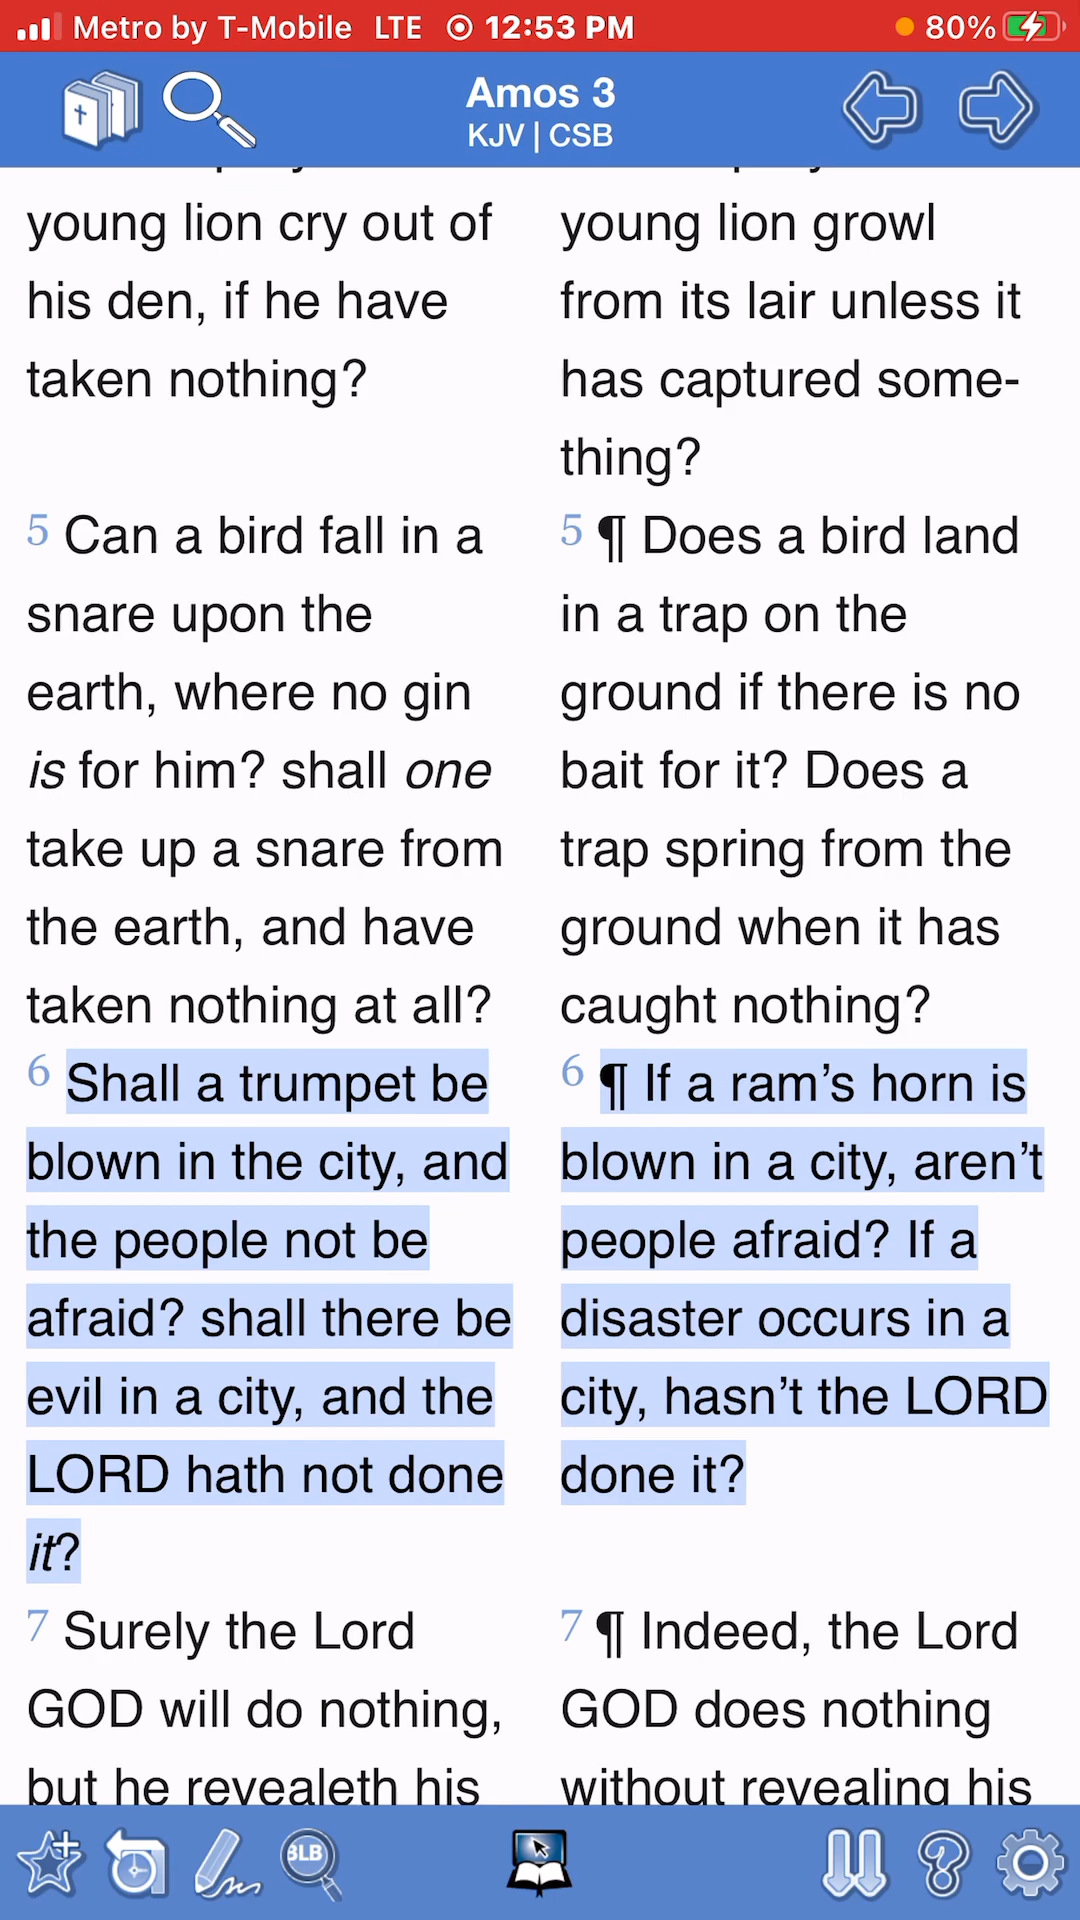 Metro by T-Mobile LTE 12:53 PM 80%
Amos 3
KJV | CSB
young lion cry out of
his den, if he have
taken nothing?
5 Can a bird fall in a
snare upon the
earth, where no gin
is for him? shall one
take up a snare from
the earth, and have
taken nothing at all?
6 Shall a trumpet be
blown in the city, and
the people not be
afraid? shall there be
evil in a city, and the
LORD hath not done
it?
7 Surely the Lord
GOD will do nothing,
but he revealeth his
young lion growl
from its lair unless it
has captured some-
thing?
5 ¶ Does a bird land
in a trap on the
ground if there is no
bait for it? Does a
trap spring from the
ground when it has
caught nothing?
6 ¶ If a ram’s horn is
blown in a city, aren’t
people afraid? If a
disaster occurs in a
city, hasn’t the LORD
done it?
7 ¶ Indeed, the Lord
GOD does nothing
without revealing his
BLB